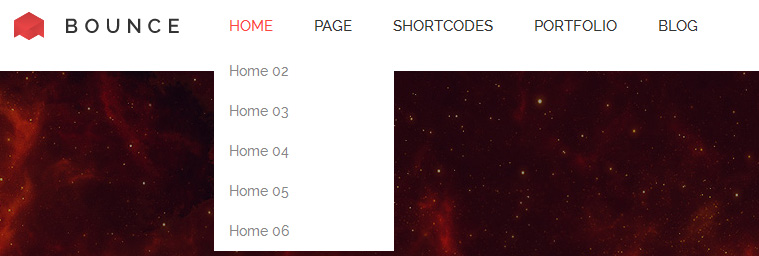 BOUNCE HOME PAGE SHORTCODES PORTFOLIO BLOG
Home 02
Home 03
Home 04
Home 05
Home 06